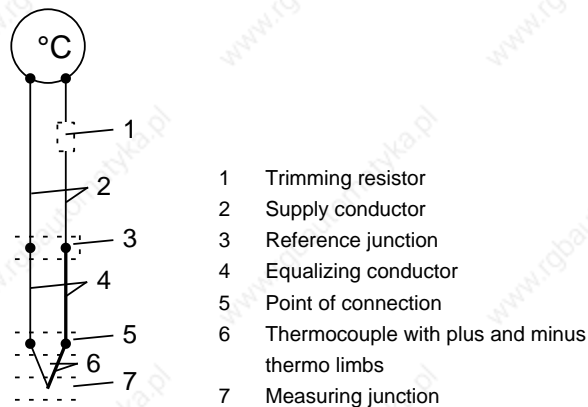 °C
1
2
3
4
5
6
7
1 Trimming resistor
2 Supply conductor
3 Reference junction
4 Equalizing conductor
5 Point of connection
6 Thermocouple with plus and minus
thermo limbs
7 Measuring junction